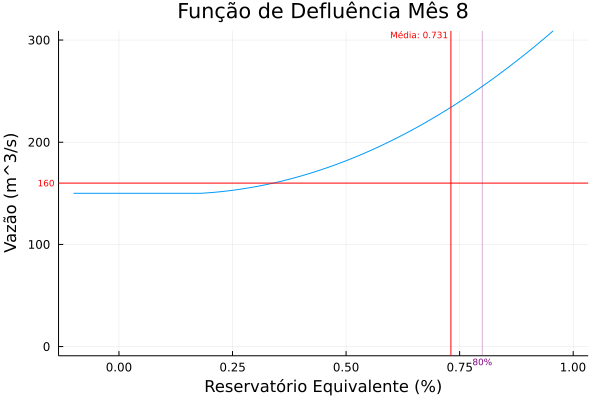 Função de Defluência Mês 8
Média: 0.731
300
200
160
100
0
Vazão (m^3/s)
0.00
0.25
0.50
0.75
80%
1.00
Reservatório Equivalente (%)